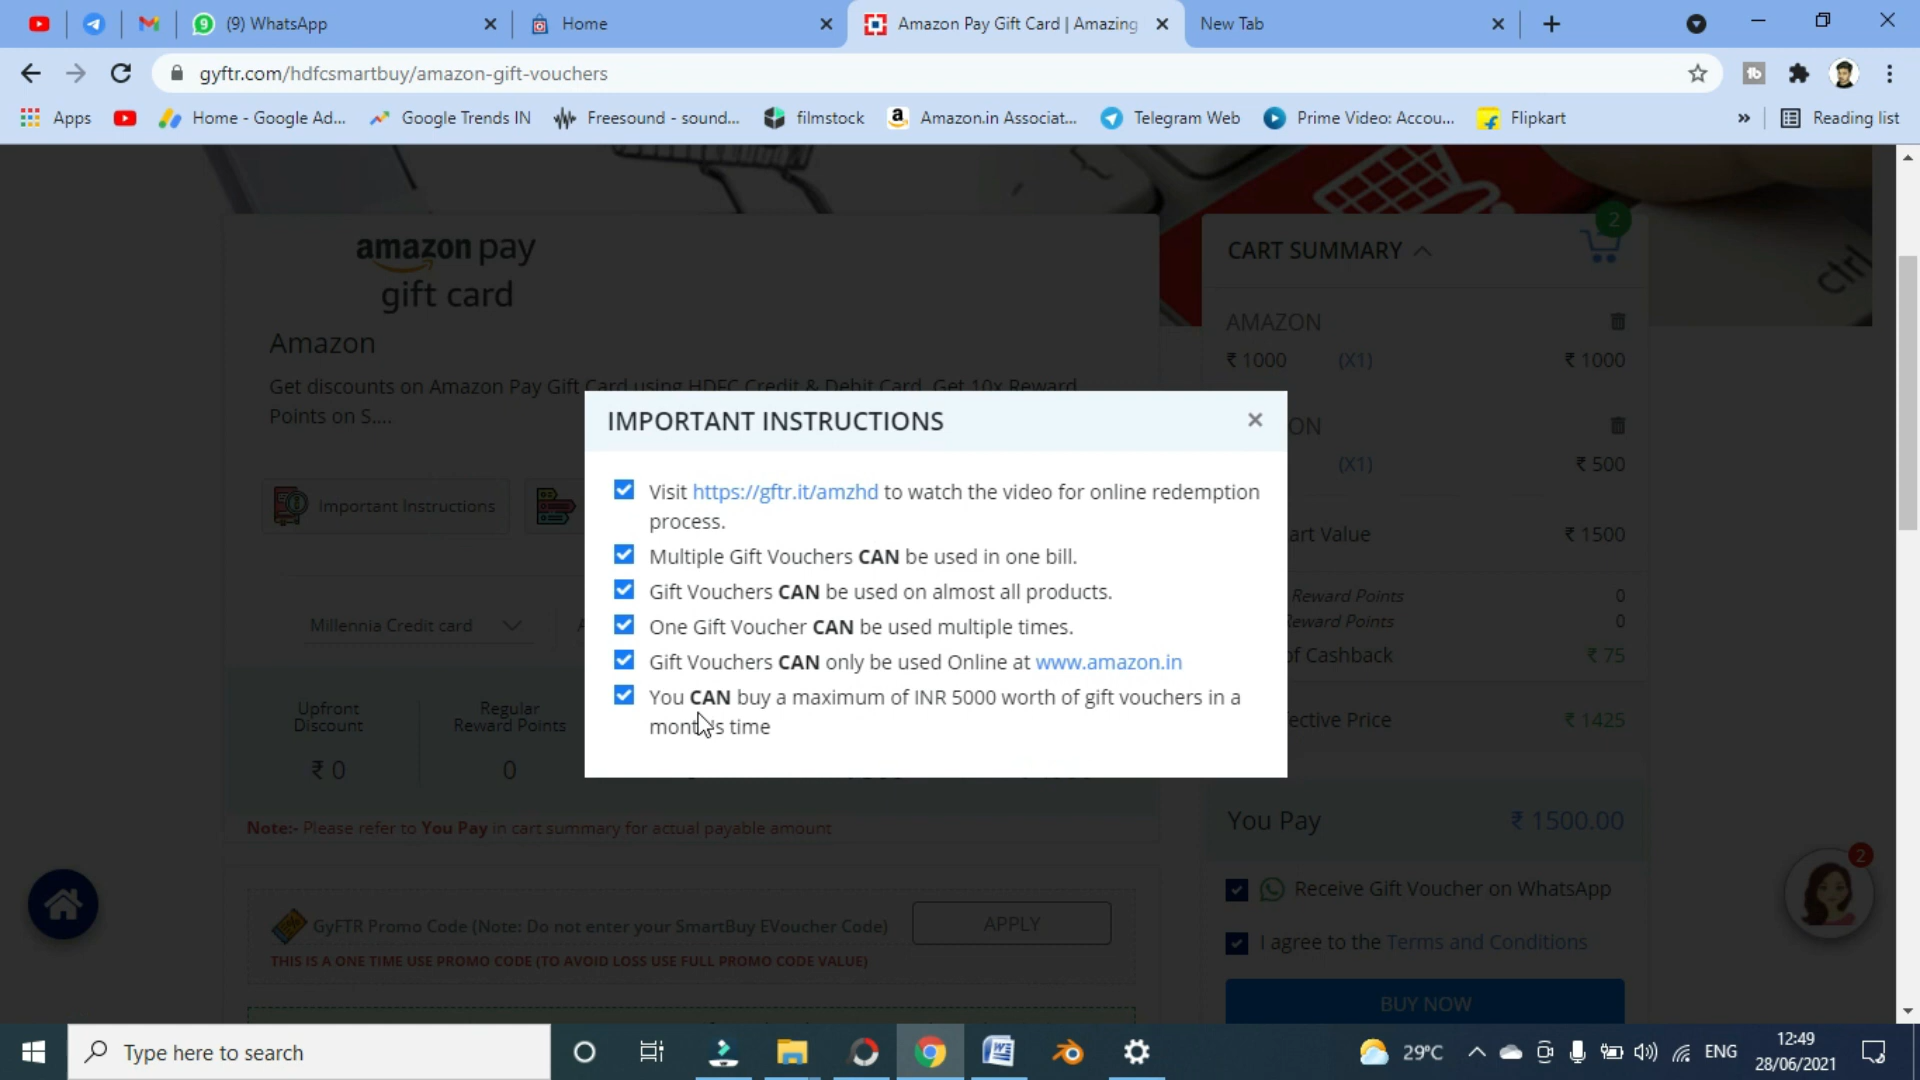 (9) WhatsApp
Home
Amazon Pay Gift Card | Amazing
New Tab
gyftr.com/hdfcsmartbuy/amazon-gift-vouchers
Apps
Home - Google Ad...
Google Trends IN
Freesound - sound...
filmstock
Amazon.in Associat...
Telegram Web
Prime Video: Accou...
Flipkart
»
Reading list
amazon pay
gift card
Amazon
Get discounts on Amazon Pay Gift Card using HDFC Credit & Debit Card. Get 10x Reward
Points on S....
Important Instructions
Millennia Credit card
Upfront
Discount
₹ 0
Regular
Reward Points
0
Note:- Please refer to You Pay in cart summary for actual payable amount
GyFTR Promo Code (Note: Do not enter your SmartBuy EVoucher Code)
APPLY
THIS IS A ONE TIME USE PROMO CODE (TO AVOID LOSS USE FULL PROMO CODE VALUE)
IMPORTANT INSTRUCTIONS
Visit https://gftr.it/amzhd to watch the video for online redemption
process.
Multiple Gift Vouchers CAN be used in one bill.
Gift Vouchers CAN be used on almost all products.
One Gift Voucher CAN be used multiple times.
Gift Vouchers CAN only be used Online at www.amazon.in
You CAN buy a maximum of INR 5000 worth of gift vouchers in a
month's time
ctrl
CART SUMMARY
2
AMAZON
₹ 1000 (X1) ₹ 1000
ON
(X1) ₹ 500
art Value ₹ 1500
Reward Points 0
Reward Points 0
of Cashback ₹ 75
ective Price ₹ 1425
You Pay ₹ 1500.00
Receive Gift Voucher on WhatsApp
I agree to the Terms and Conditions
BUY NOW
2
Type here to search
29°C
ENG
12:49
28/06/2021